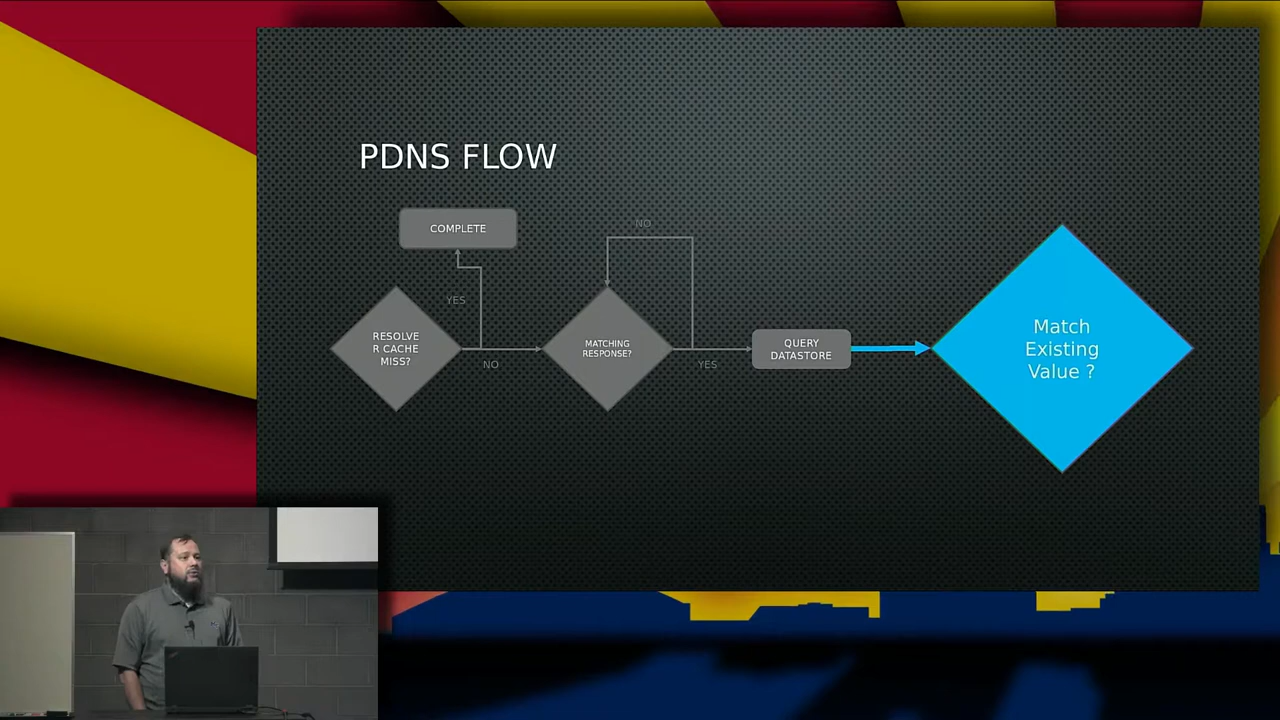 PDNS FLOW
COMPLETE
NO
YES
RESOLVE
R CACHE
MISS?
NO
MATCHING
RESPONSE?
YES
QUERY
DATASTORE
Match
Existing
Value ?